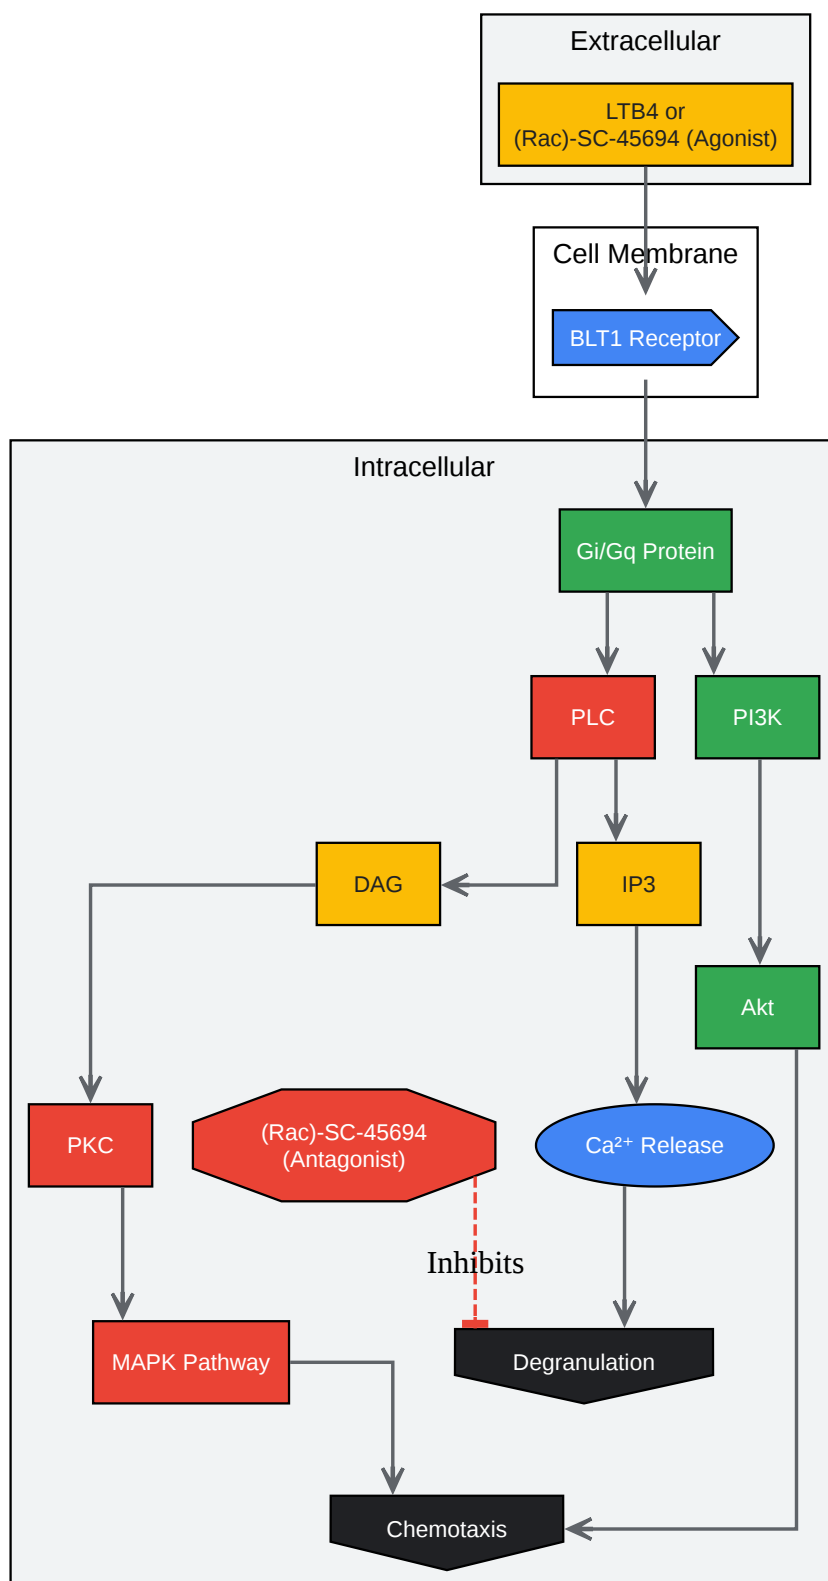 Extracellular
LTB4 or
(Rac)-SC-45694 (Agonist)
Cell Membrane
BLT1 Receptor
Intracellular
Gi/Gq Protein
PLC
PI3K
DAG
IP3
Akt
PKC
(Rac)-SC-45694
(Antagonist)
Ca²⁺ Release
Inhibits
MAPK Pathway
Degranulation
Chemotaxis